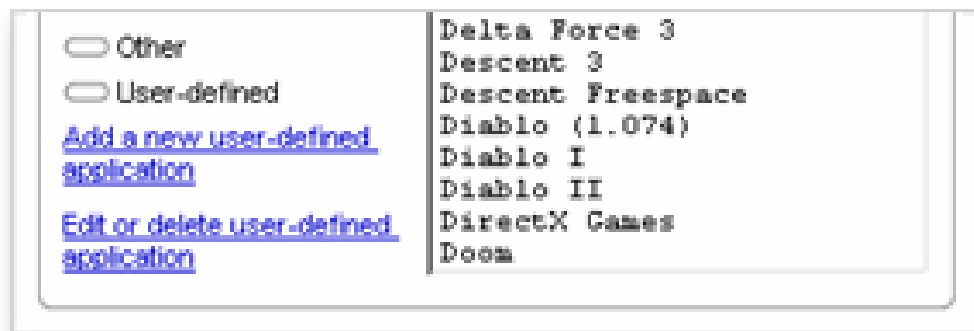 Other
User-defined
Add a new user-defined
application
Edit or delete user-defined
application
Delta Force 3
Descent 3
Descent Freespace
Diablo (1.074)
Diablo I
Diablo II
DirectX Games
Doom